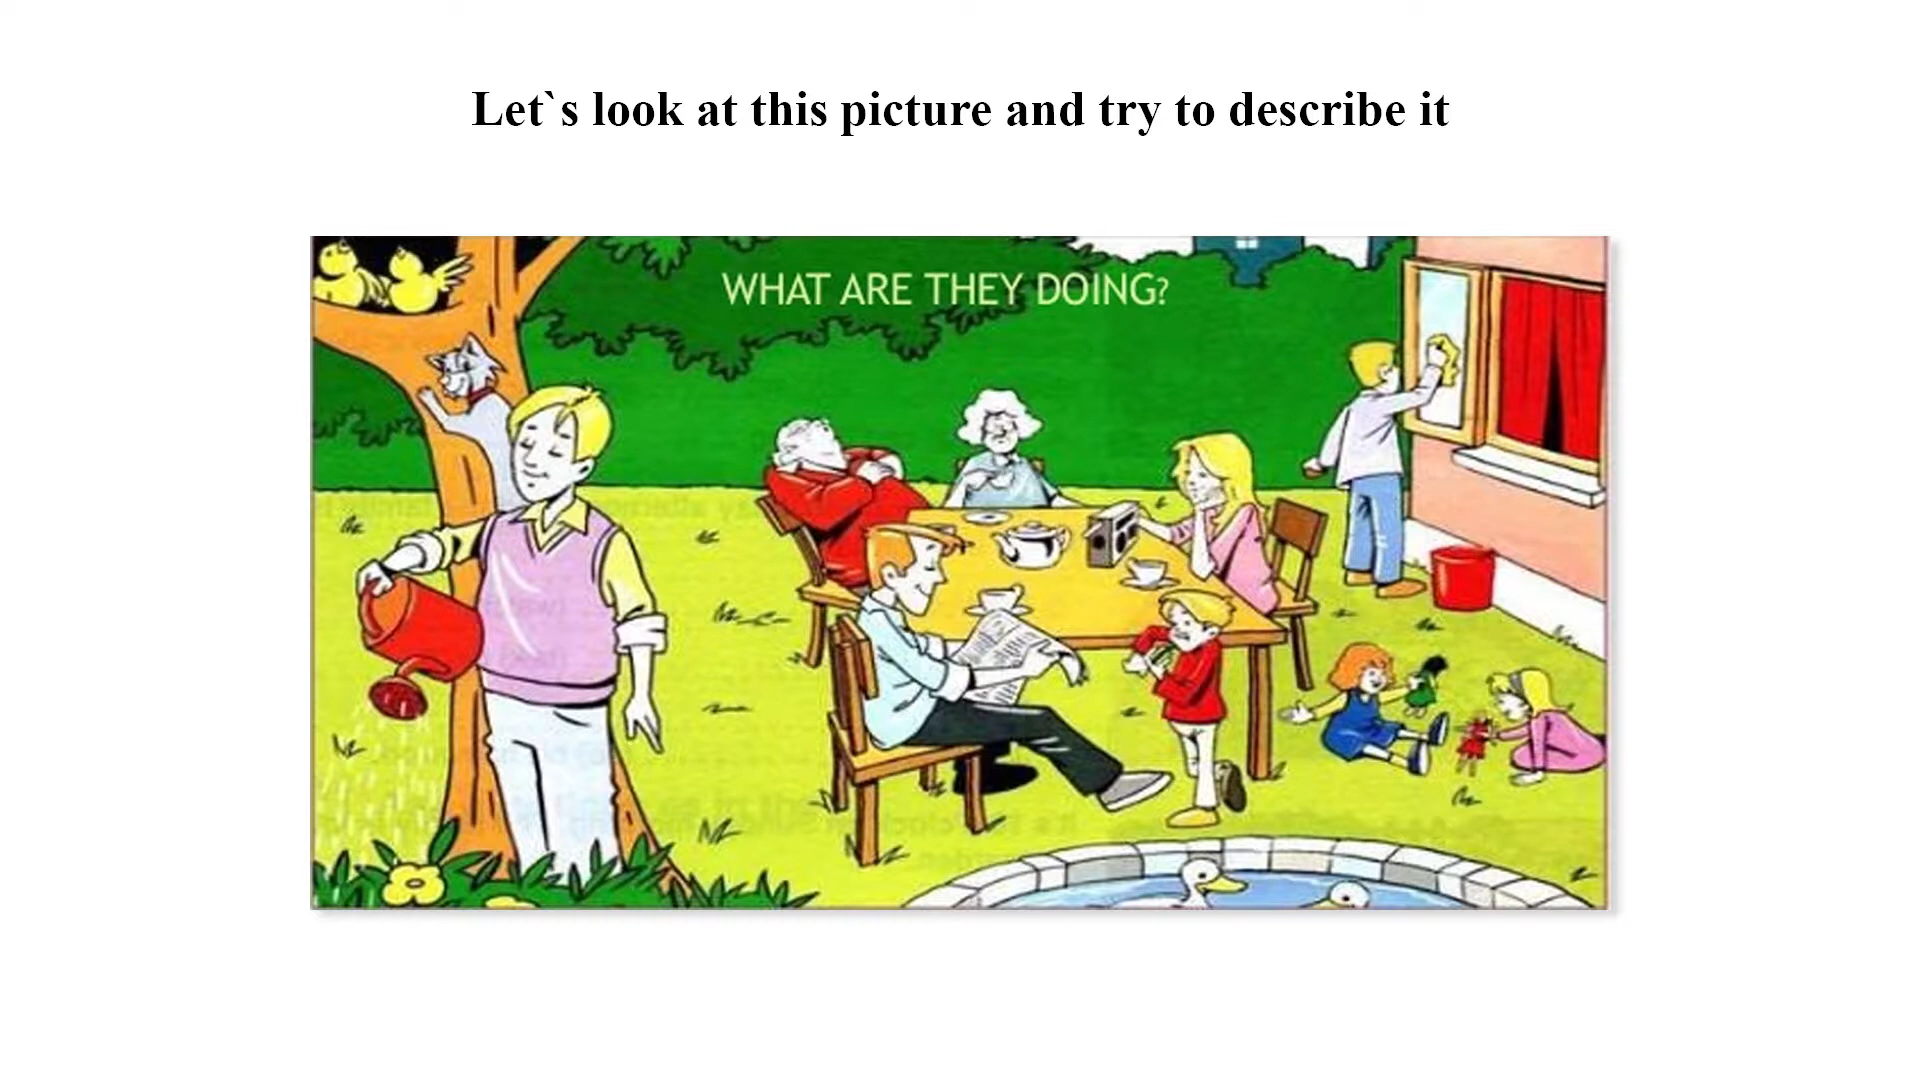 Let`s look at this picture and try to describe it
WHAT ARE THEY DOING?